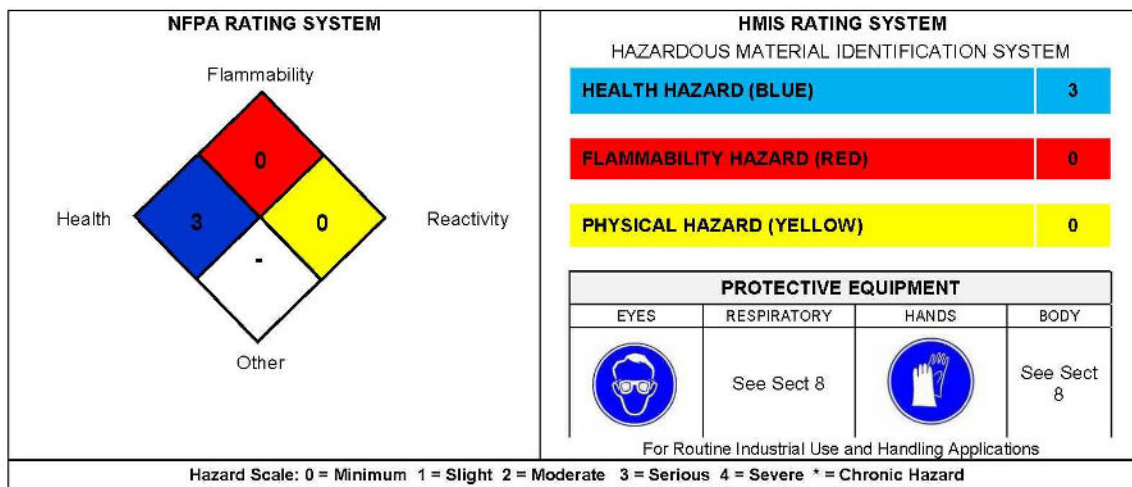 NFPA RATING SYSTEM
Flammability
0
Health
3
0
Reactivity
-
Other
HMIS RATING SYSTEM
HAZARDOUS MATERIAL IDENTIFICATION SYSTEM
HEALTH HAZARD (BLUE) 3
FLAMMABILITY HAZARD (RED) 0
PHYSICAL HAZARD (YELLOW) 0
PROTECTIVE EQUIPMENT
EYES RESPIRATORY HANDS BODY
See Sect 8
See Sect
8
For Routine Industrial Use and Handling Applications
Hazard Scale: 0 = Minimum 1 = Slight 2 = Moderate 3 = Serious 4 = Severe * = Chronic Hazard